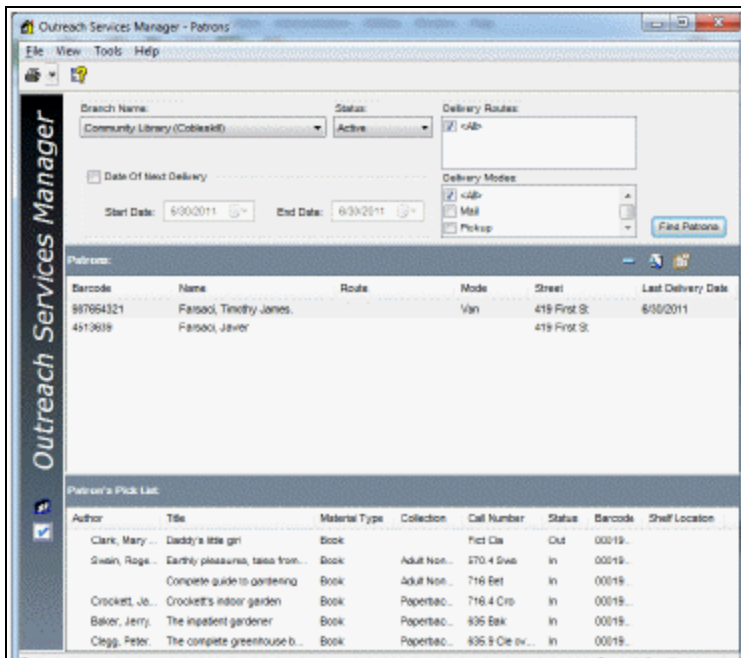 Outreach Services Manager - Patrons
File View Tools Help
Outreach Services Manager
Branch Name: Status: Delivery Routes:
Community Library (Cobleskill) Active <All>
Date Of Next Delivery Delivery Modes:
<All>
Start Date: 6/30/2011 End Date: 6/30/2011 Mail
Pickup Find Patrons
Patrons:
Barcode Name Route Mode Street Last Delivery Date
987654321 Farsaci, Timothy James. Van 419 First St 6/30/2011
4513639 Farsaci, Javier 419 First St
Patron's Pick List:
Author Title Material Type Collection Call Number Status Barcode Shelf Location
Clark, Mary ... Daddy's little girl Book Fict Cla Out 00019...
Swain, Roge... Earthly pleasures, tales from... Book Adult Non... 570.4 Swa In 00019...
Complete guide to gardening Book Adult Non... 716 Bet In 00019...
Crockett, Ja... Crockett's indoor garden Book Paperbac... 716.4 Cro In 00019...
Baker, Jerry. The impatient gardener Book Paperbac... 635 Bak In 00019...
Clegg, Peter. The complete greenhouse b... Book Paperbac... 635.9 Cle ov... In 00019...